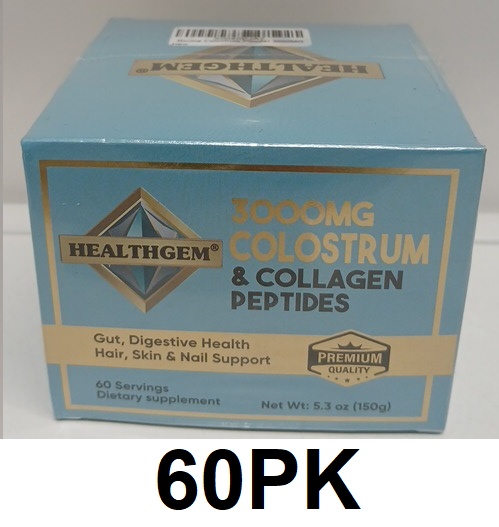 HEALTHGEM®
3000MG
COLOSTRUM
& COLLAGEN
PEPTIDES
HEALTHGEM®
Gut, Digestive Health
Hair, Skin & Nail Support
PREMIUM
QUALITY
60 Servings
Dietary supplement
Net Wt: 5.3 oz (150g)
60PK